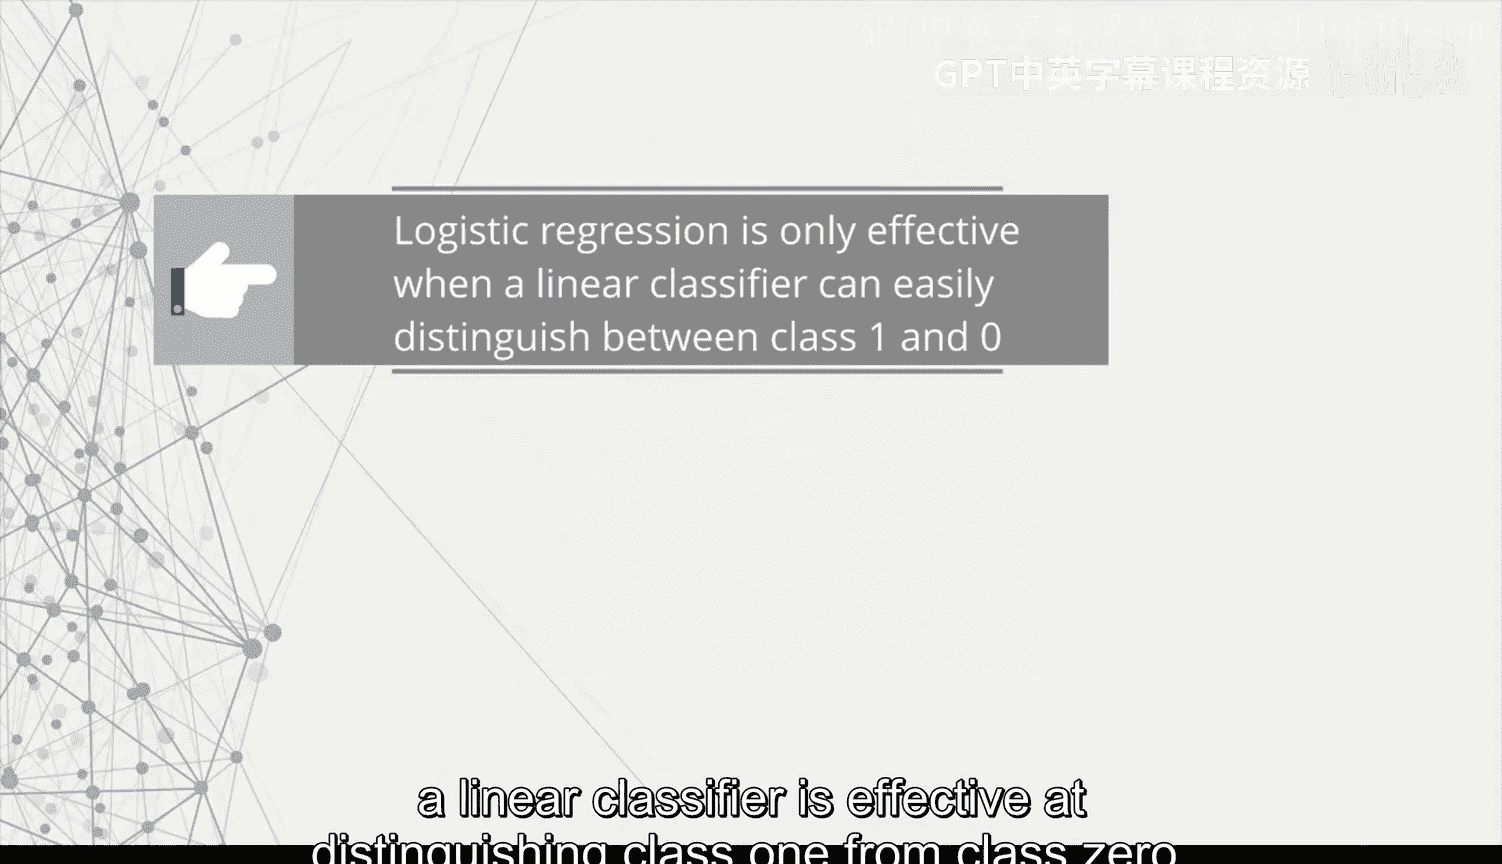 GPT中英字幕课程资源
Logistic regression is only effective
when a linear classifier can easily
distinguish between class 1 and 0
a linear classifier is effective at
distinguishing class one from class zero